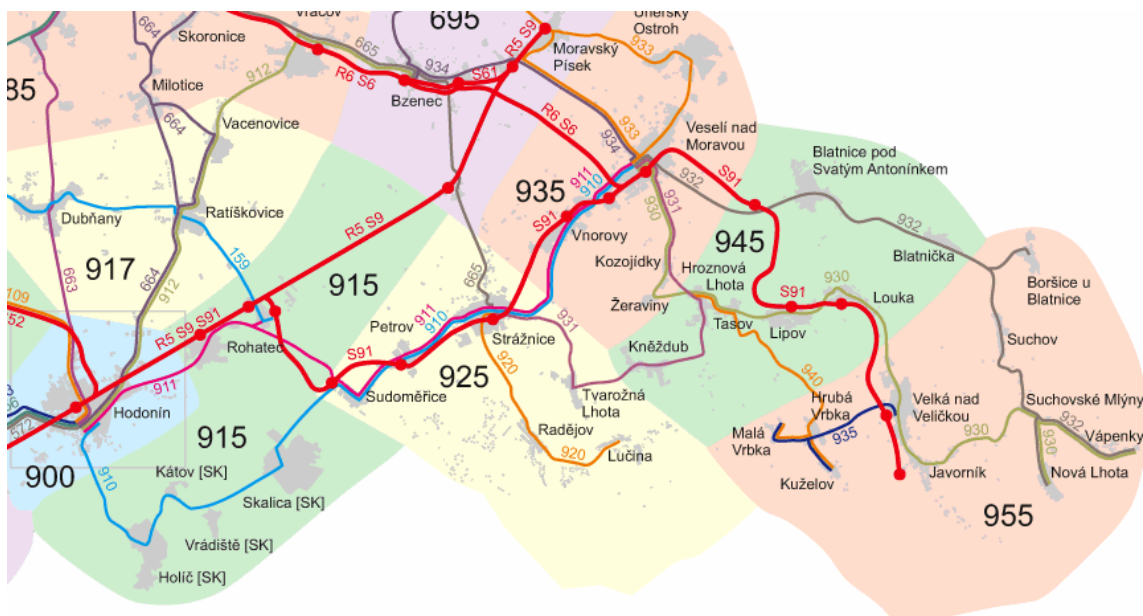 Vracov
695
Uherský
Ostroh
664
Skoronice
665
934
R5 S9
Moravský
Písek
933
912
R6 S6
S61
85
Milotice
Bzenec
664
Vacenovice
R6 S6
933
934
Veselí nad
Moravou
Blatnice pod
Svatým Antonínkem
S91
932
911
910
935
930
931
Dubňany
Ratíškovice
R5 S9
S91
Vnorovy
945
932
Blatnička
917
663
664
912
159
915
665
Kozojídky
Hroznová
Lhota
930
Boršice u
Blatnice
109
Žeraviny
S91
Louka
Tasov
Lipov
Suchov
R5 S9 S91
Petrov
911
910
Strážnice
931
Kněždub
Rohatec
S91
911
925
920
940
Sudoměřice
Tvarožná
Lhota
Hrubá
Vrbka
Velká nad
Veličkou
Suchovské Mlýny
Hodonín
572
915
Radějov
Malá
Vrbka
935
930
932
Vápenky
930
920
Lučina
900
910
Kátov [SK]
Skalica [SK]
Kuželov
Javorník
Nová Lhota
955
Vrádiště [SK]
Holíč [SK]